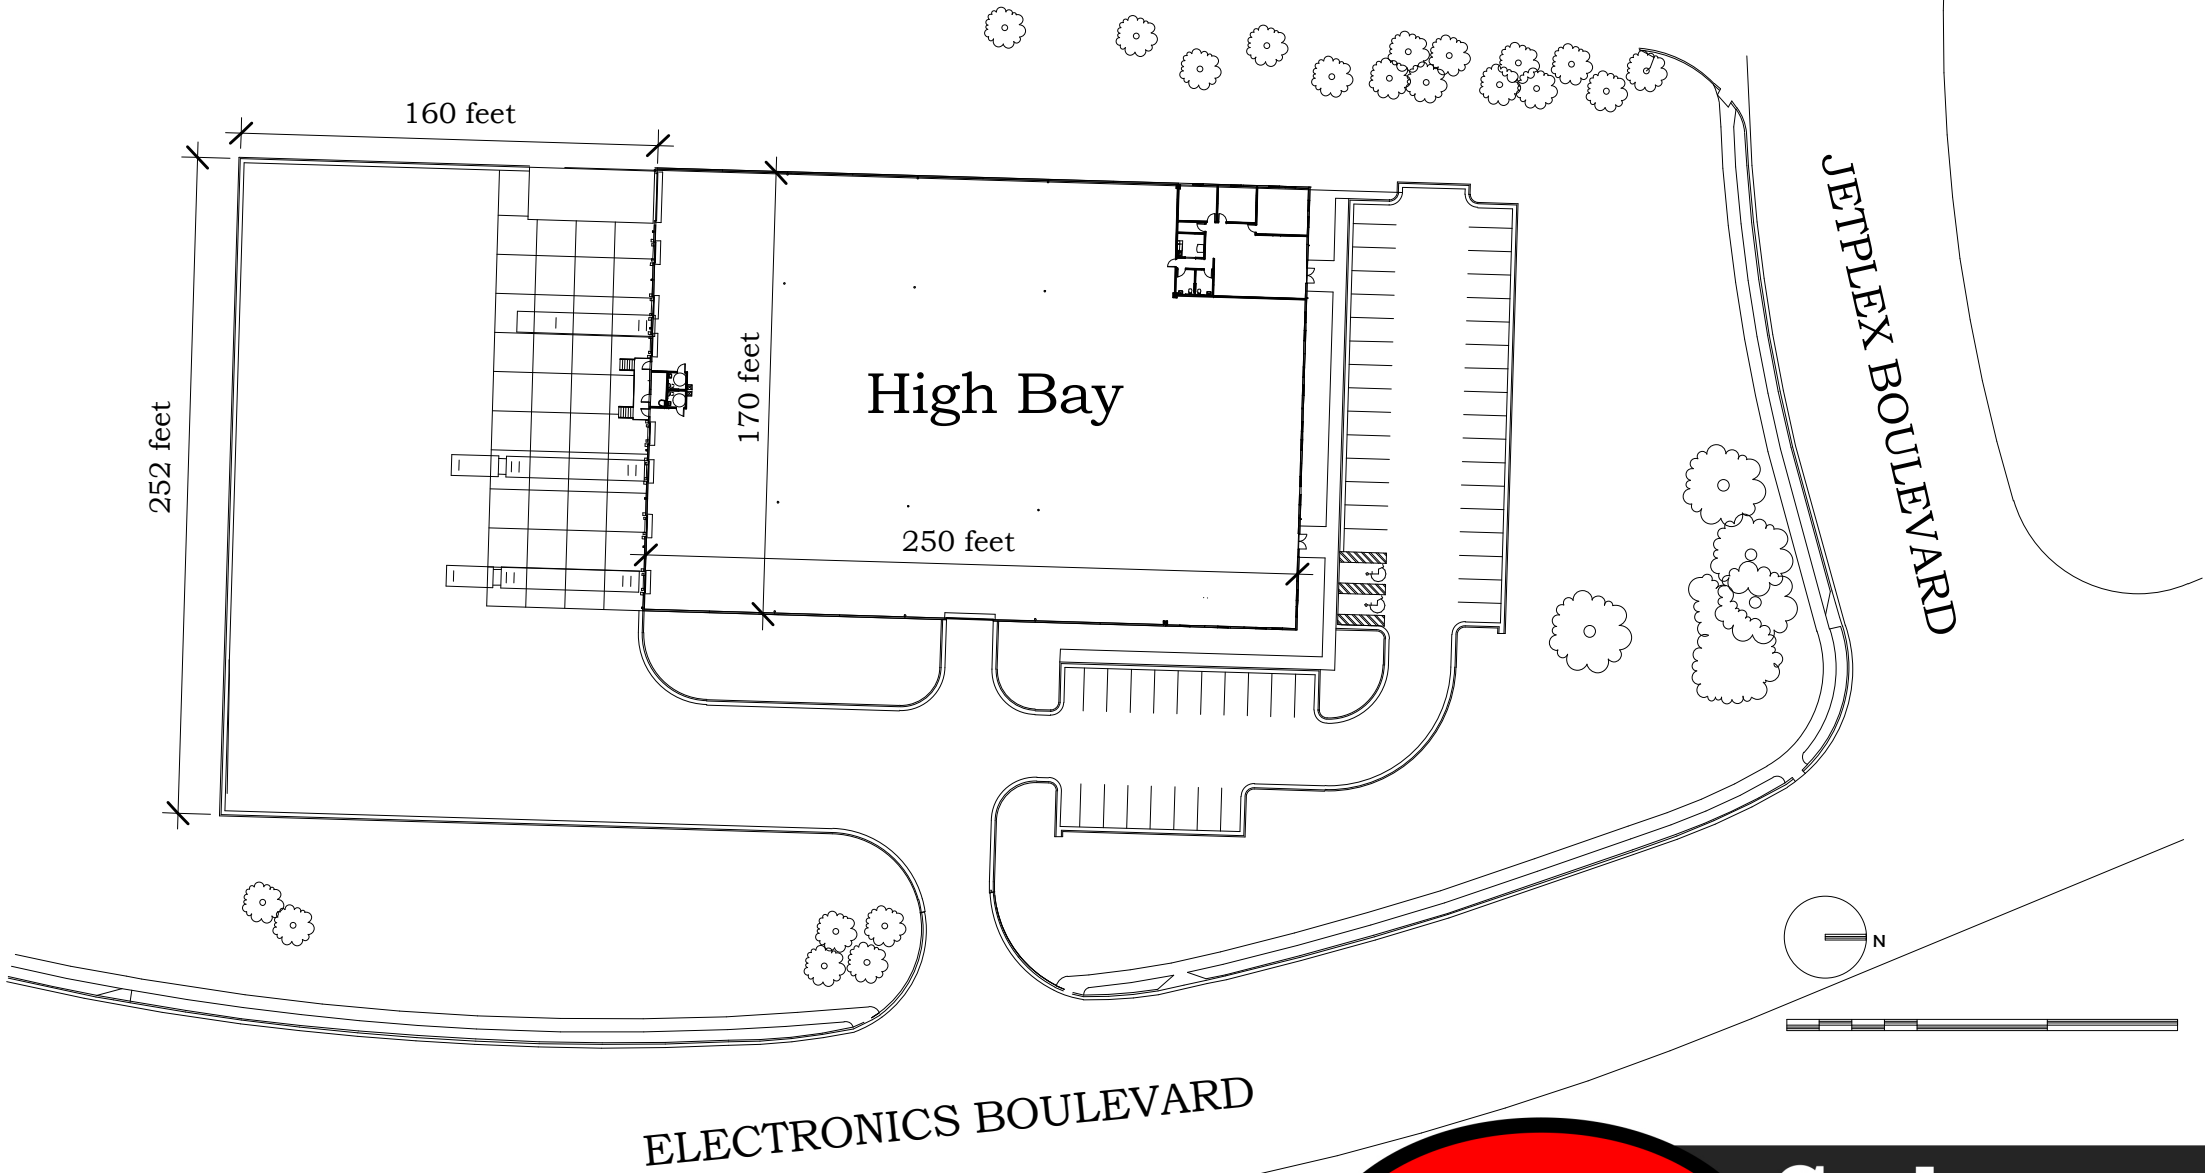 160 feet
JETPLEX BOULEVARD
170 feet
High Bay
252 feet
250 feet
N
ELECTRONICS BOULEVARD